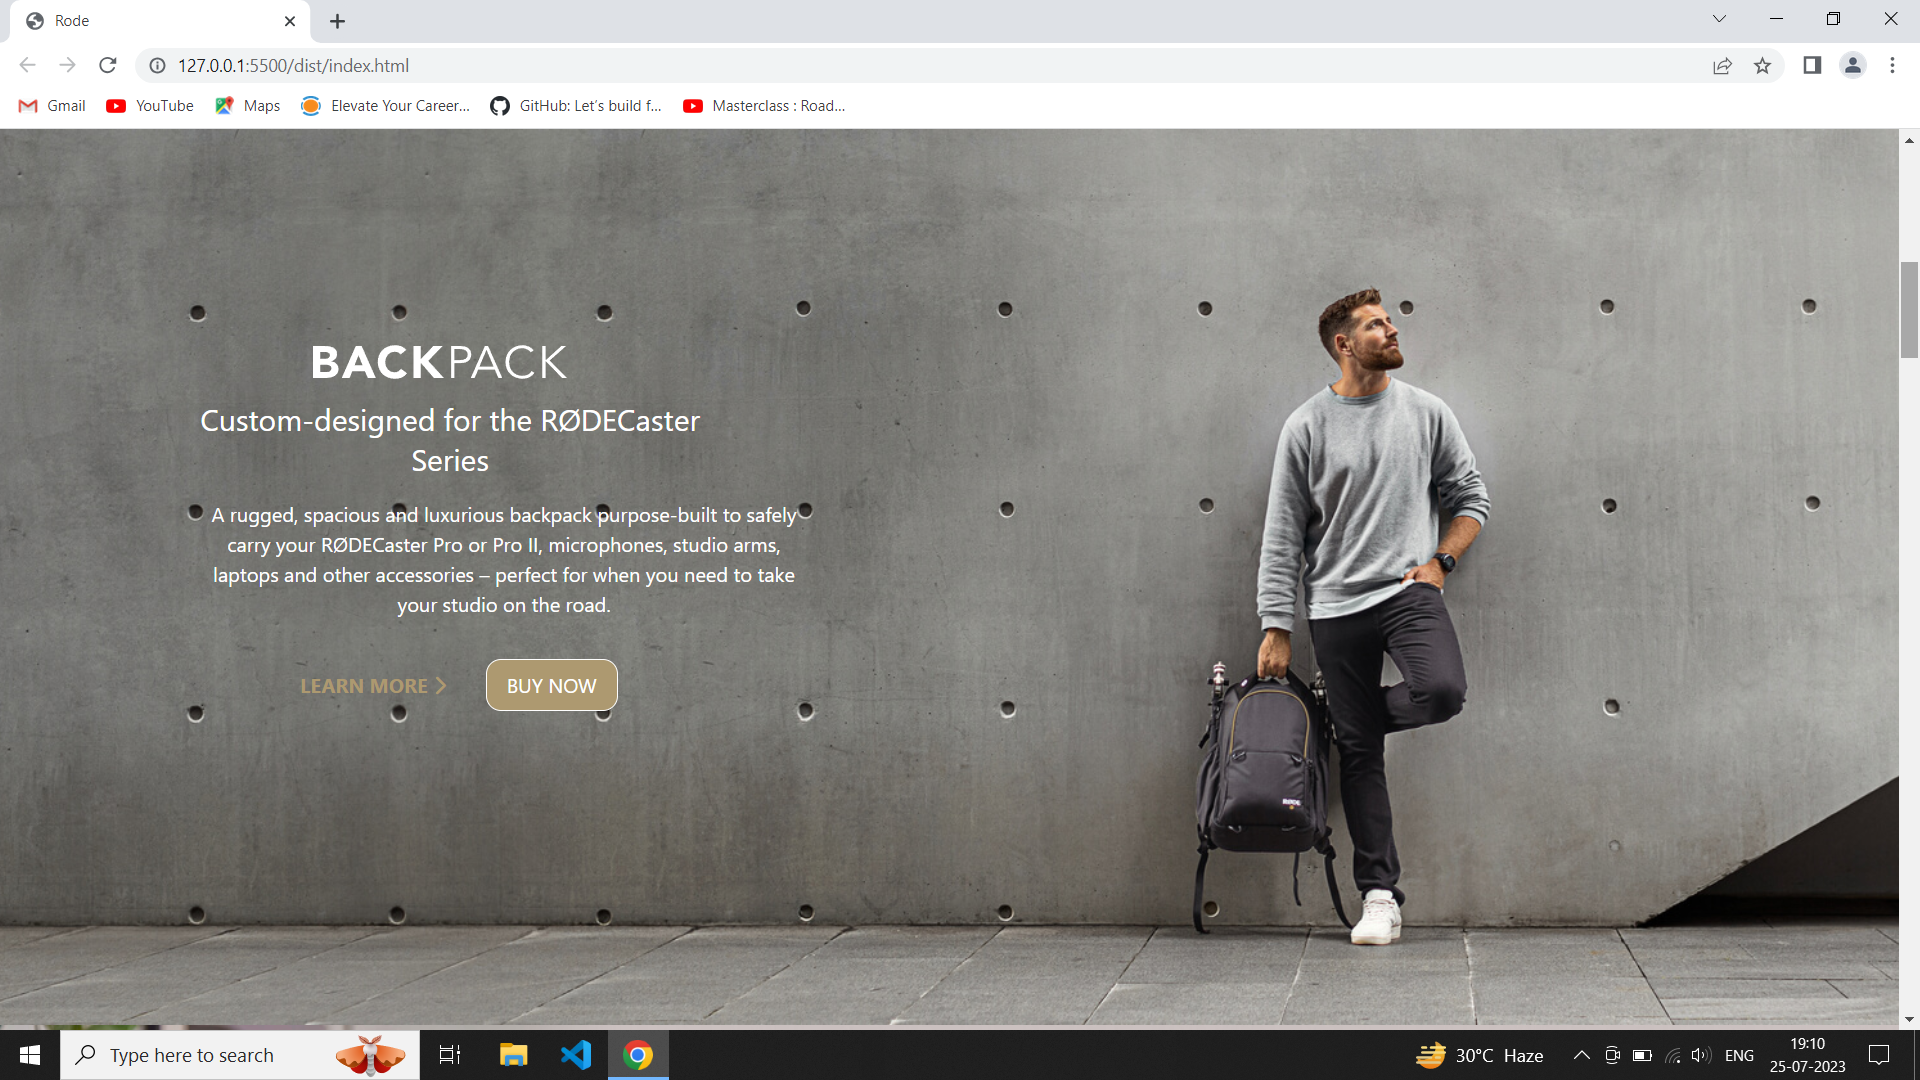 Rode
127.0.0.1:5500/dist/index.html
Gmail
YouTube
Maps
Elevate Your Career...
GitHub: Let's build f...
Masterclass : Road...
BACKPACK
Custom-designed for the RØDECaster
Series
A rugged, spacious and luxurious backpack purpose-built to safely
carry your RØDECaster Pro or Pro II, microphones, studio arms,
laptops and other accessories – perfect for when you need to take
your studio on the road.
LEARN MORE
BUY NOW
RØDE
Type here to search
30°C Haze
ENG
19:10
25-07-2023